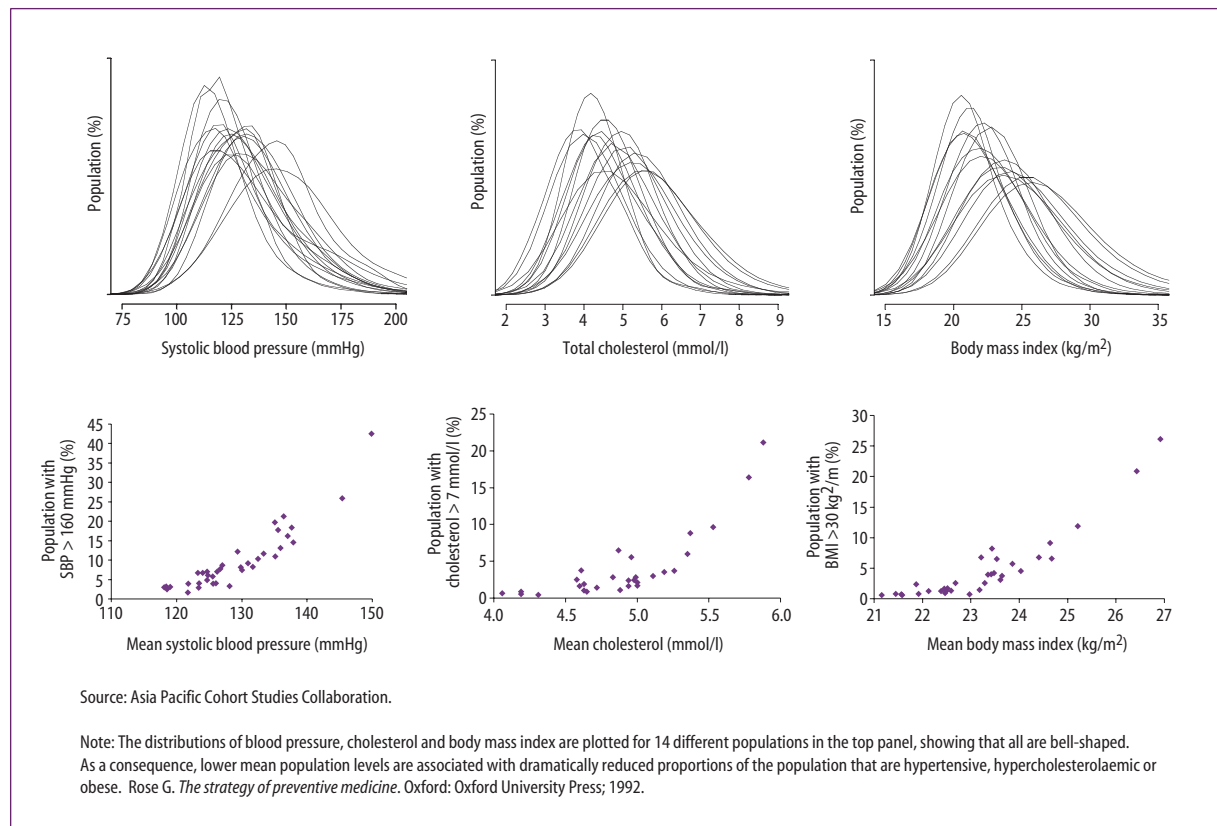 Population (%)
75 100 125 150 175 200
Systolic blood pressure (mmHg)
Population (%)
2 3 4 5 6 7 8 9
Total cholesterol (mmol/l)
Population (%)
15 20 25 30 35
Body mass index (kg/m²)
Population with
SBP > 160 mmHg (%)
45
40
35
30
25
20
15
10
5
0
110 120 130 140 150
Mean systolic blood pressure (mmHg)
Population with
cholesterol > 7 mmol/l (%)
25
20
15
10
5
0
4.0 4.5 5.0 5.5 6.0
Mean cholesterol (mmol/l)
Population with
BMI >30 kg²/m (%)
30
25
20
15
10
5
0
21 22 23 24 25 26 27
Mean body mass index (kg/m²)
Source: Asia Pacific Cohort Studies Collaboration.
Note: The distributions of blood pressure, cholesterol and body mass index are plotted for 14 different populations in the top panel, showing that all are bell-shaped.
As a consequence, lower mean population levels are associated with dramatically reduced proportions of the population that are hypertensive, hypercholesterolaemic or
obese. Rose G. The strategy of preventive medicine. Oxford: Oxford University Press; 1992.